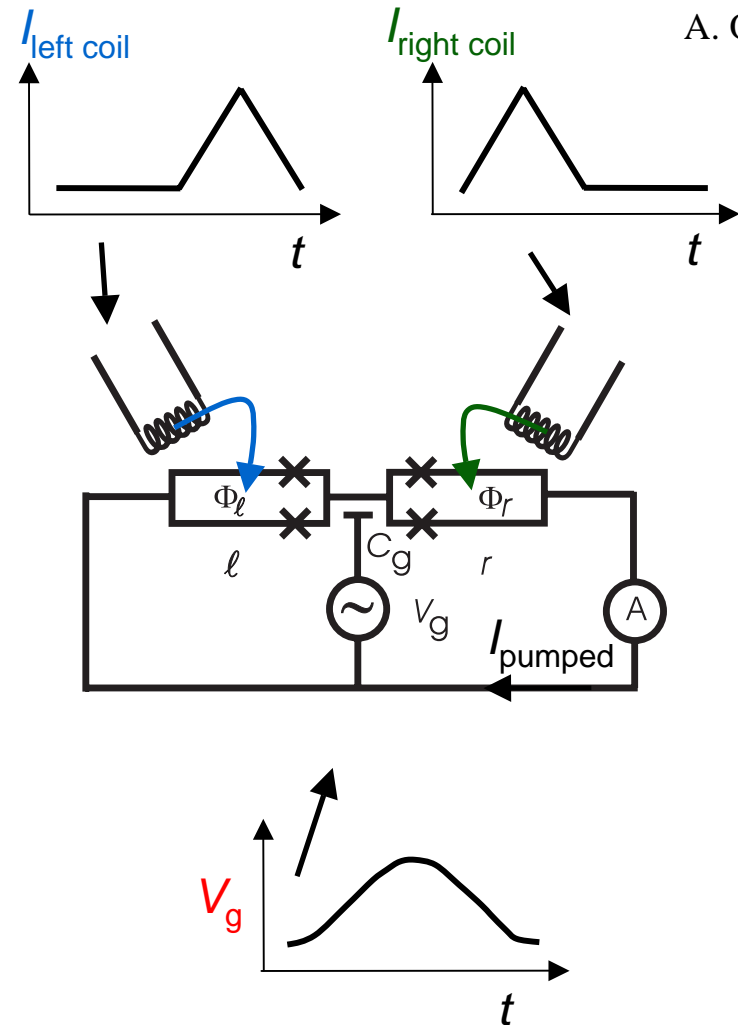 I left coil
I right coil
A. 
t
t
Φℓ
Φr
ℓ
Cg
r
Vg
A
I pumped
Vg
t